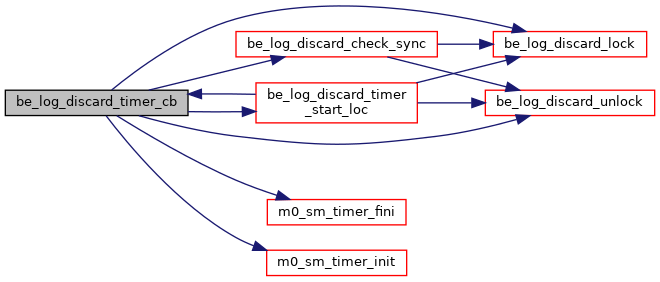 be_log_discard_timer_cb
be_log_discard_check_sync
be_log_discard_lock
be_log_discard_timer
_start_loc
be_log_discard_unlock
m0_sm_timer_fini
m0_sm_timer_init